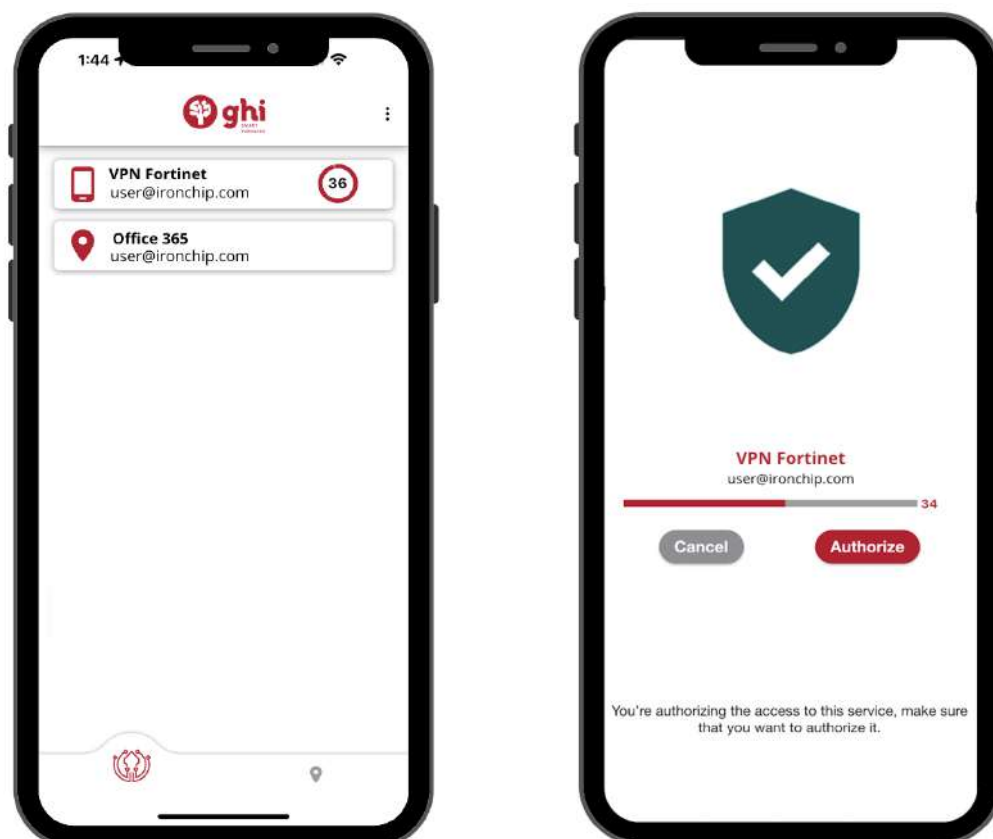 1:44
ghi
VPN Fortinet
user@ironchip.com
36
Office 365
user@ironchip.com
VPN Fortinet
user@ironchip.com
34
Cancel
Authorize
You're authorizing the access to this service, make sure
that you want to authorize it.